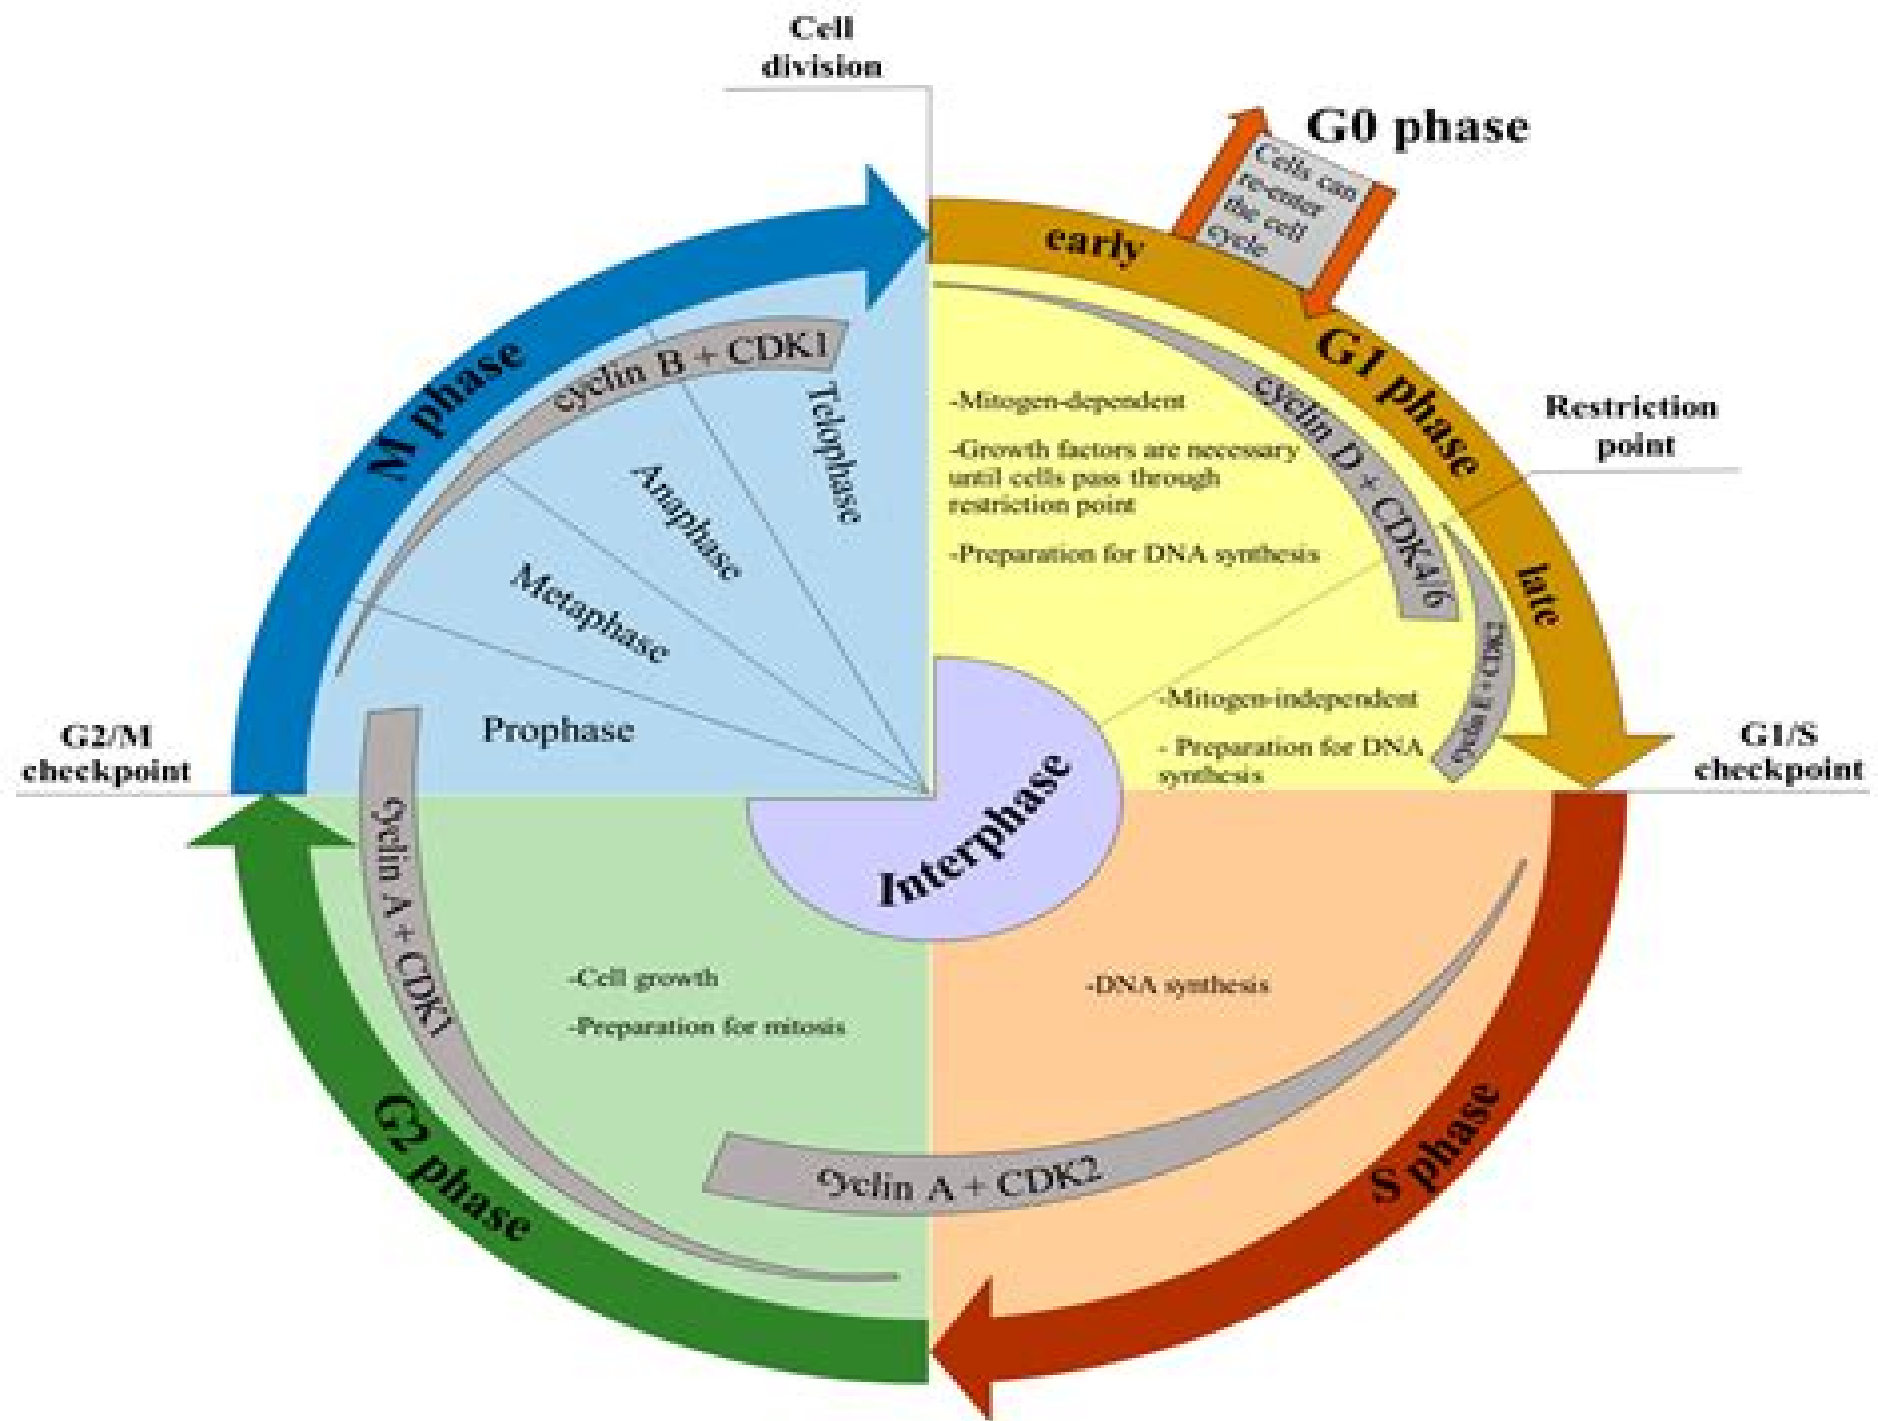 Cell
division
G0 phase
Cells can
re-enter
the cell
cycle
early
G1 phase
late
Restriction
point
cyclin D + CDK4/6
cyclin E + CDK2
-Mitogen-dependent
-Growth factors are necessary
until cells pass through
restriction point
-Preparation for DNA synthesis
-Mitogen-independent
- Preparation for DNA
synthesis
G1/S
checkpoint
M phase
cyclin B + CDK1
Telophase
Anaphase
Metaphase
Prophase
G2/M
checkpoint
Interphase
cyclin A + CDK1
-Cell growth
-Preparation for mitosis
G2 phase
-DNA synthesis
cyclin A + CDK2
S phase